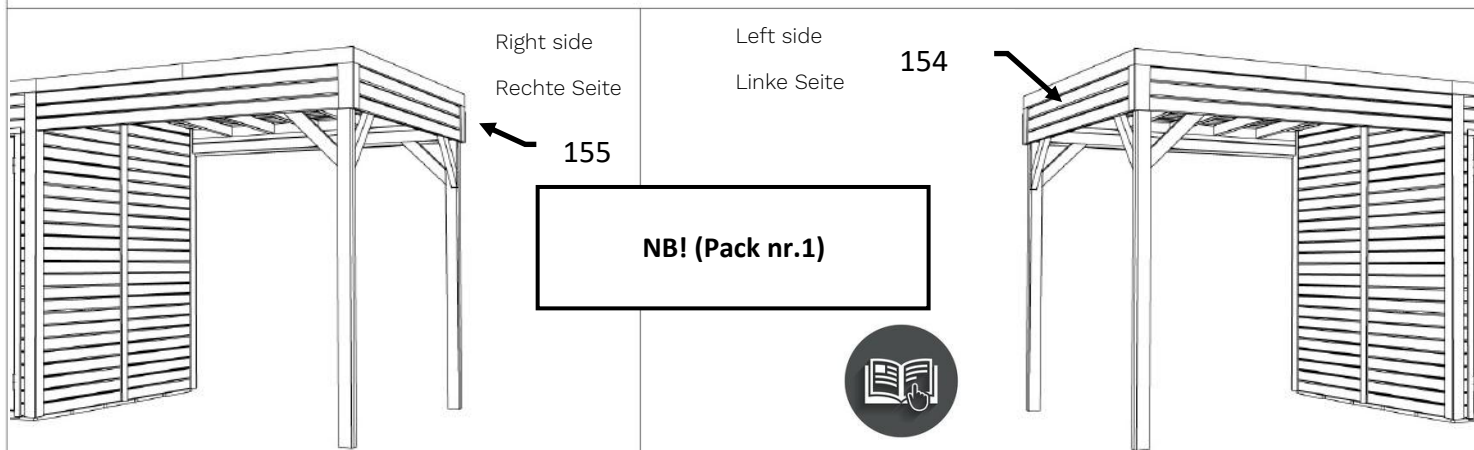 Right side
Rechte Seite
155
Left side
Linke Seite
154
NB! (Pack nr.1)